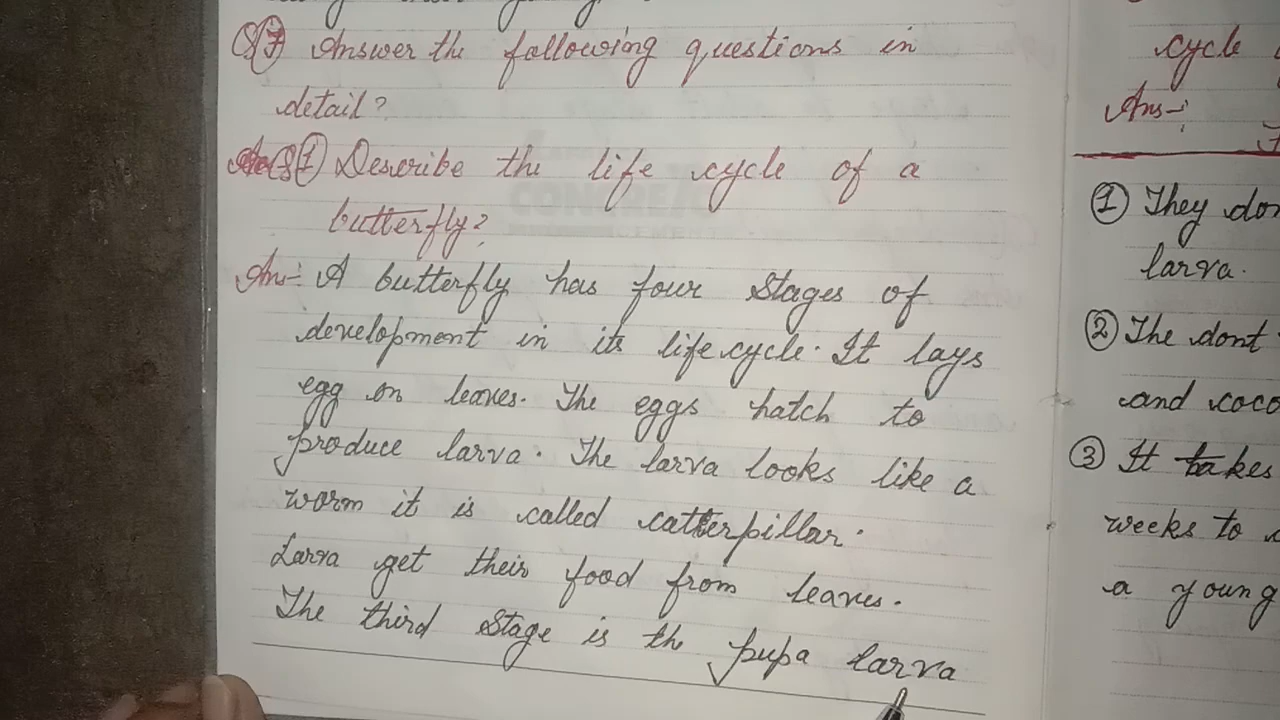 Q7 Answer the following questions in
detail?
1 Describe the life cycle of a
butterfly?
Ans- A butterfly has four stages of
development in its life cycle. It lays
egg on leaves. The eggs hatch to
produce larva. The larva looks like a
worm it is called catterpillar.
Larva get their food from leaves.
The third stage is th pupa larva
cycle
Ans-
1 They don
larva.
2 The dont
and coco
3 It takes
weeks to
a young